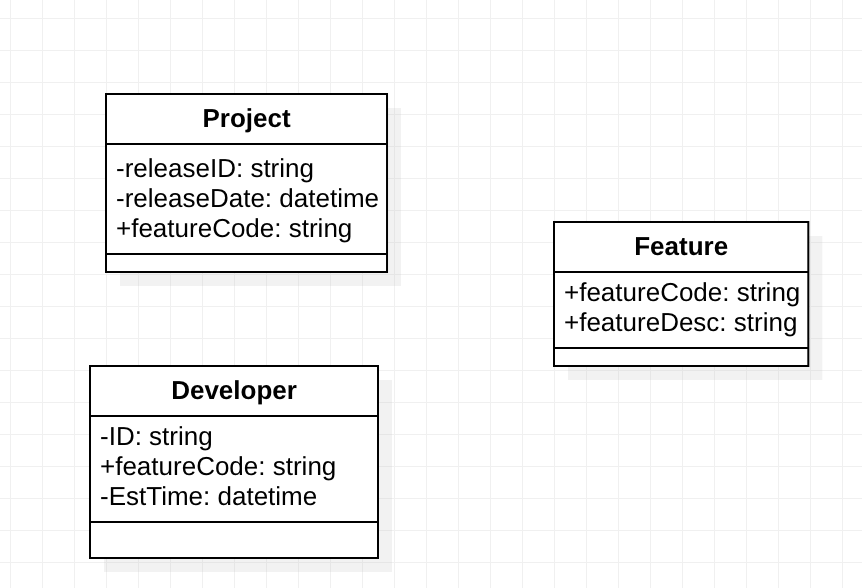 Project
-releaseID: string
-releaseDate: datetime
+featureCode: string
Feature
+featureCode: string
+featureDesc: string
Developer
-ID: string
+featureCode: string
-EstTime: datetime